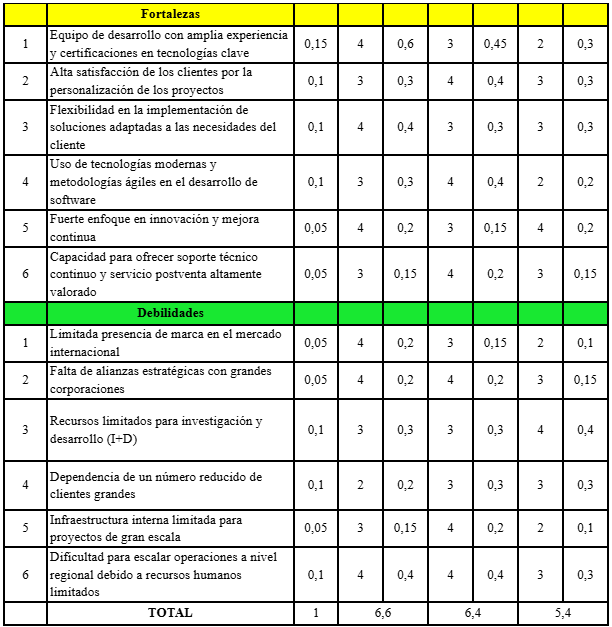 Fortalezas
1 Equipo de desarrollo con amplia experiencia y certificaciones en tecnologías clave 0,15 4 0,6 3 0,45 2 0,3
2 Alta satisfacción de los clientes por la personalización de los proyectos 0,1 3 0,3 4 0,4 3 0,3
3 Flexibilidad en la implementación de soluciones adaptadas a las necesidades del cliente 0,1 4 0,4 3 0,3 3 0,3
4 Uso de tecnologías modernas y metodologías ágiles en el desarrollo de software 0,1 3 0,3 4 0,4 2 0,2
5 Fuerte enfoque en innovación y mejora continua 0,05 4 0,2 3 0,15 4 0,2
6 Capacidad para ofrecer soporte técnico continuo y servicio postventa altamente valorado 0,05 3 0,15 4 0,2 3 0,15
Debilidades
1 Limitada presencia de marca en el mercado internacional 0,05 4 0,2 3 0,15 2 0,1
2 Falta de alianzas estratégicas con grandes corporaciones 0,05 4 0,2 4 0,2 3 0,15
3 Recursos limitados para investigación y desarrollo (I+D) 0,1 3 0,3 3 0,3 4 0,4
4 Dependencia de un número reducido de clientes grandes 0,1 2 0,2 3 0,3 3 0,3
5 Infraestructura interna limitada para proyectos de gran escala 0,05 3 0,15 4 0,2 2 0,1
6 Dificultad para escalar operaciones a nivel regional debido a recursos humanos limitados 0,1 4 0,4 4 0,4 3 0,3
TOTAL 1 6,6 6,4 5,4